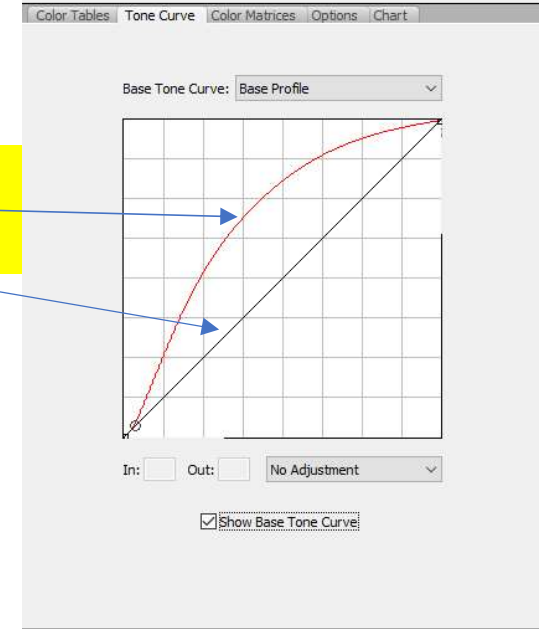 Color Tables Tone Curve Color Matrices Options Chart
Base Tone Curve: Base Profile
In: Out: No Adjustment
Show Base Tone Curve